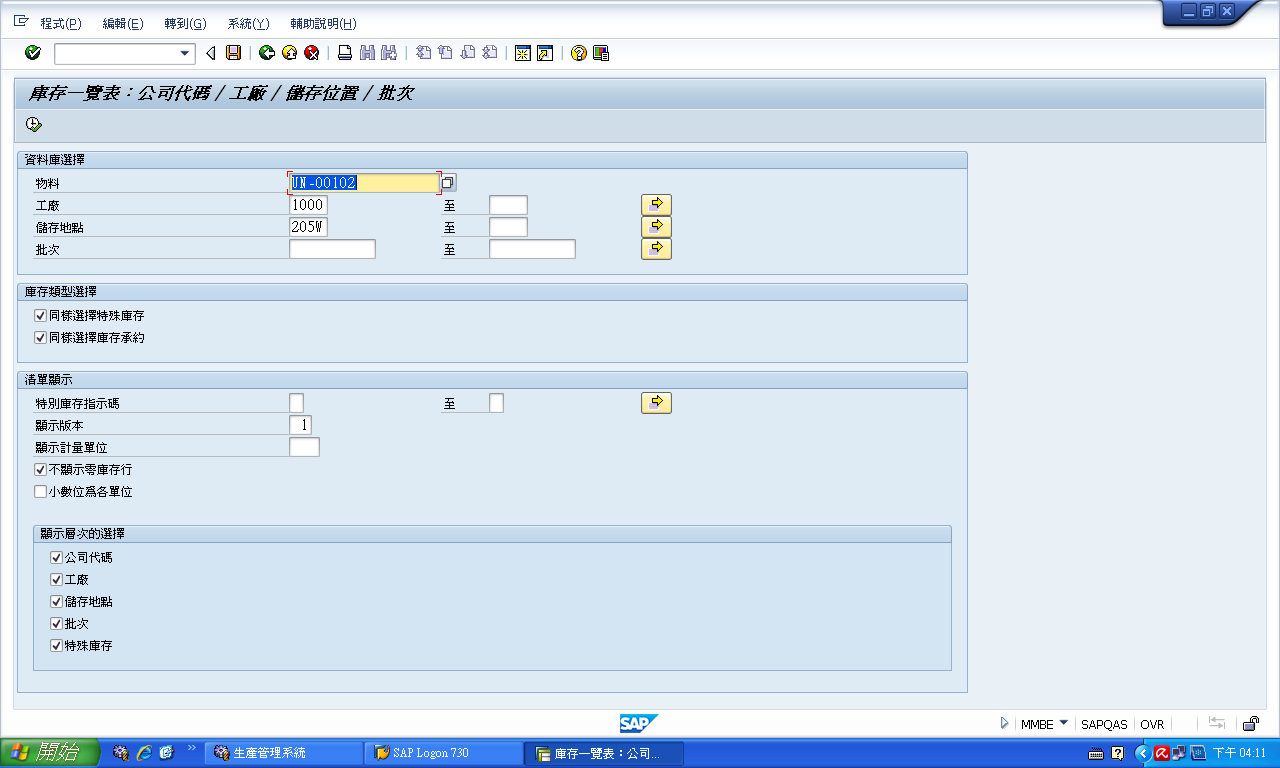 程式(P) 編輯(E) 轉到(G) 系統(Y) 輔助說明(H)
庫存一覽表：公司代碼 / 工廠 / 儲存位置 / 批次
資料庫選擇
物料 UN-00102
工廠 1000 至
儲存地點 205W 至
批次 至
庫存類型選擇
同樣選擇特殊庫存
同樣選擇庫存承約
清單顯示
特別庫存指示碼 至
顯示版本 1
顯示計量單位
不顯示零庫存行
小數位爲各單位
顯示層次的選擇
公司代碼
工廠
儲存地點
批次
特殊庫存
SAP MMBE SAPQAS OVR
開始 生產管理系統 SAP Logon 730 庫存一覽表：公司... 下午 04:11